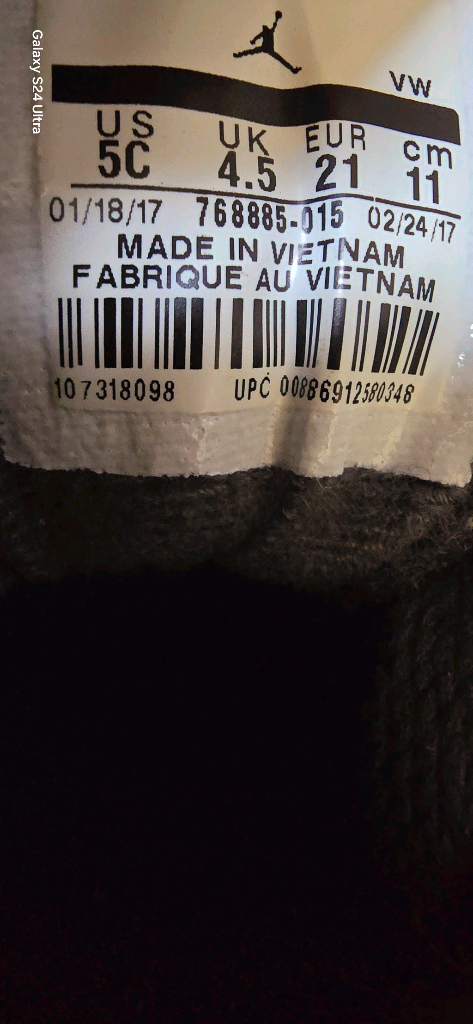 VW
US UK EUR cm
5C 4.5 21 11
01/18/17 768885-015 02/24/17
MADE IN VIETNAM
FABRIQUE AU VIETNAM
107318098 UPC 00886912580348
Galaxy S24 Ultra